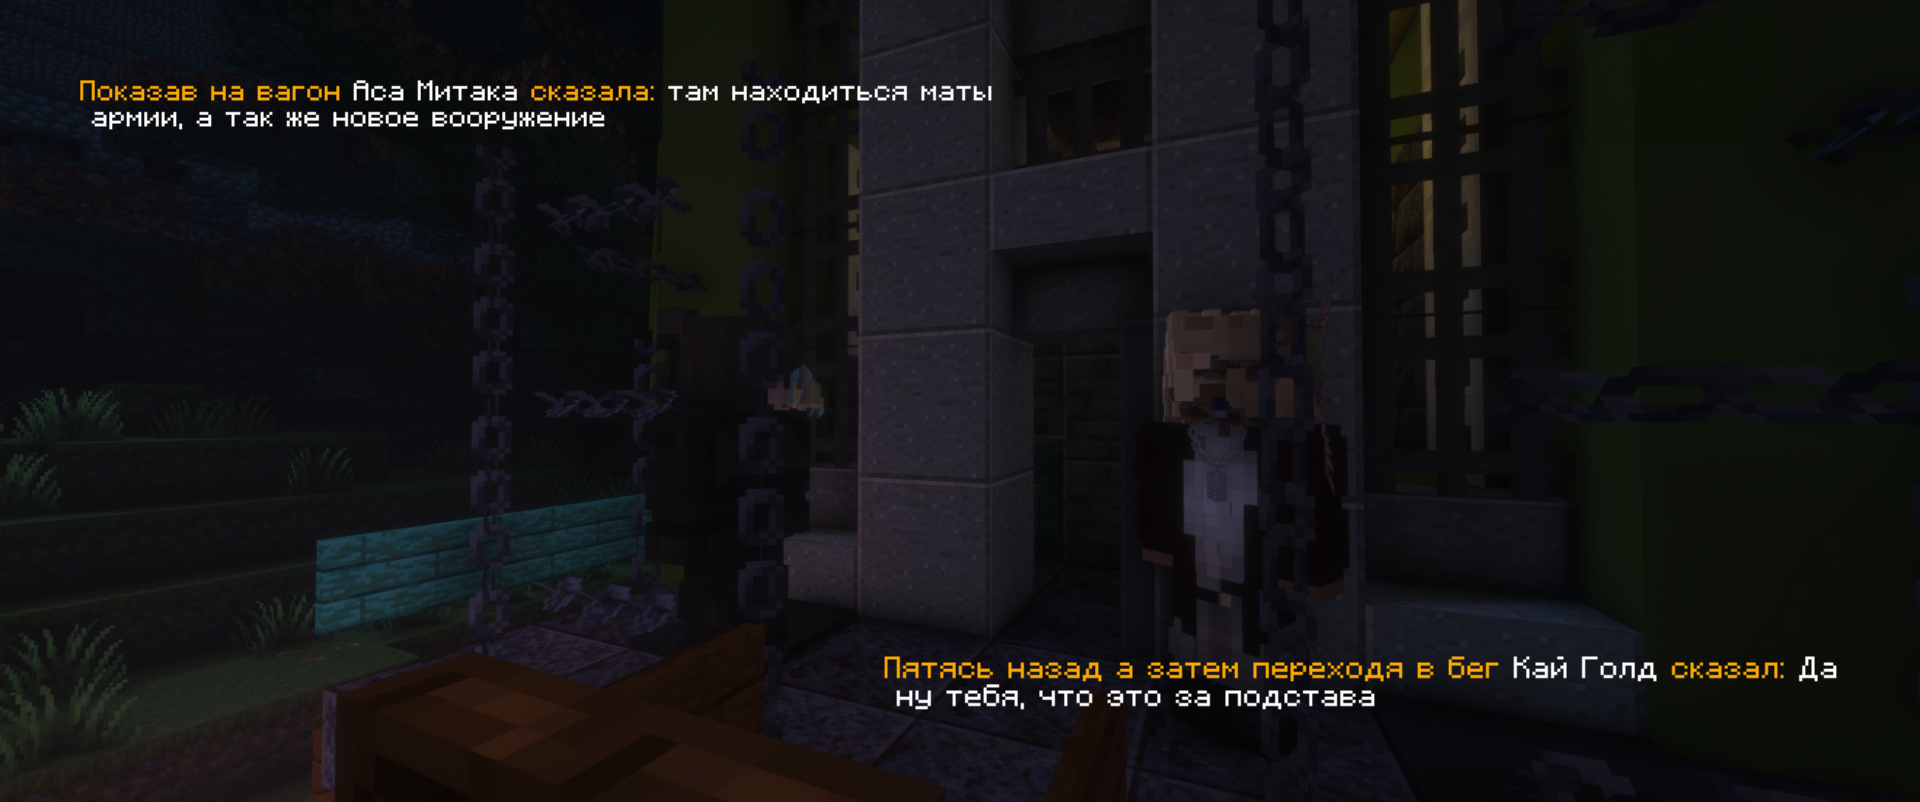 Показав на вагон Аса Митака сказала: там находиться маты
армии, а так же новое вооружение
Пятясь назад а затем переходя в бег Кай Голд сказал: Да
ну тебя, что это за подстава